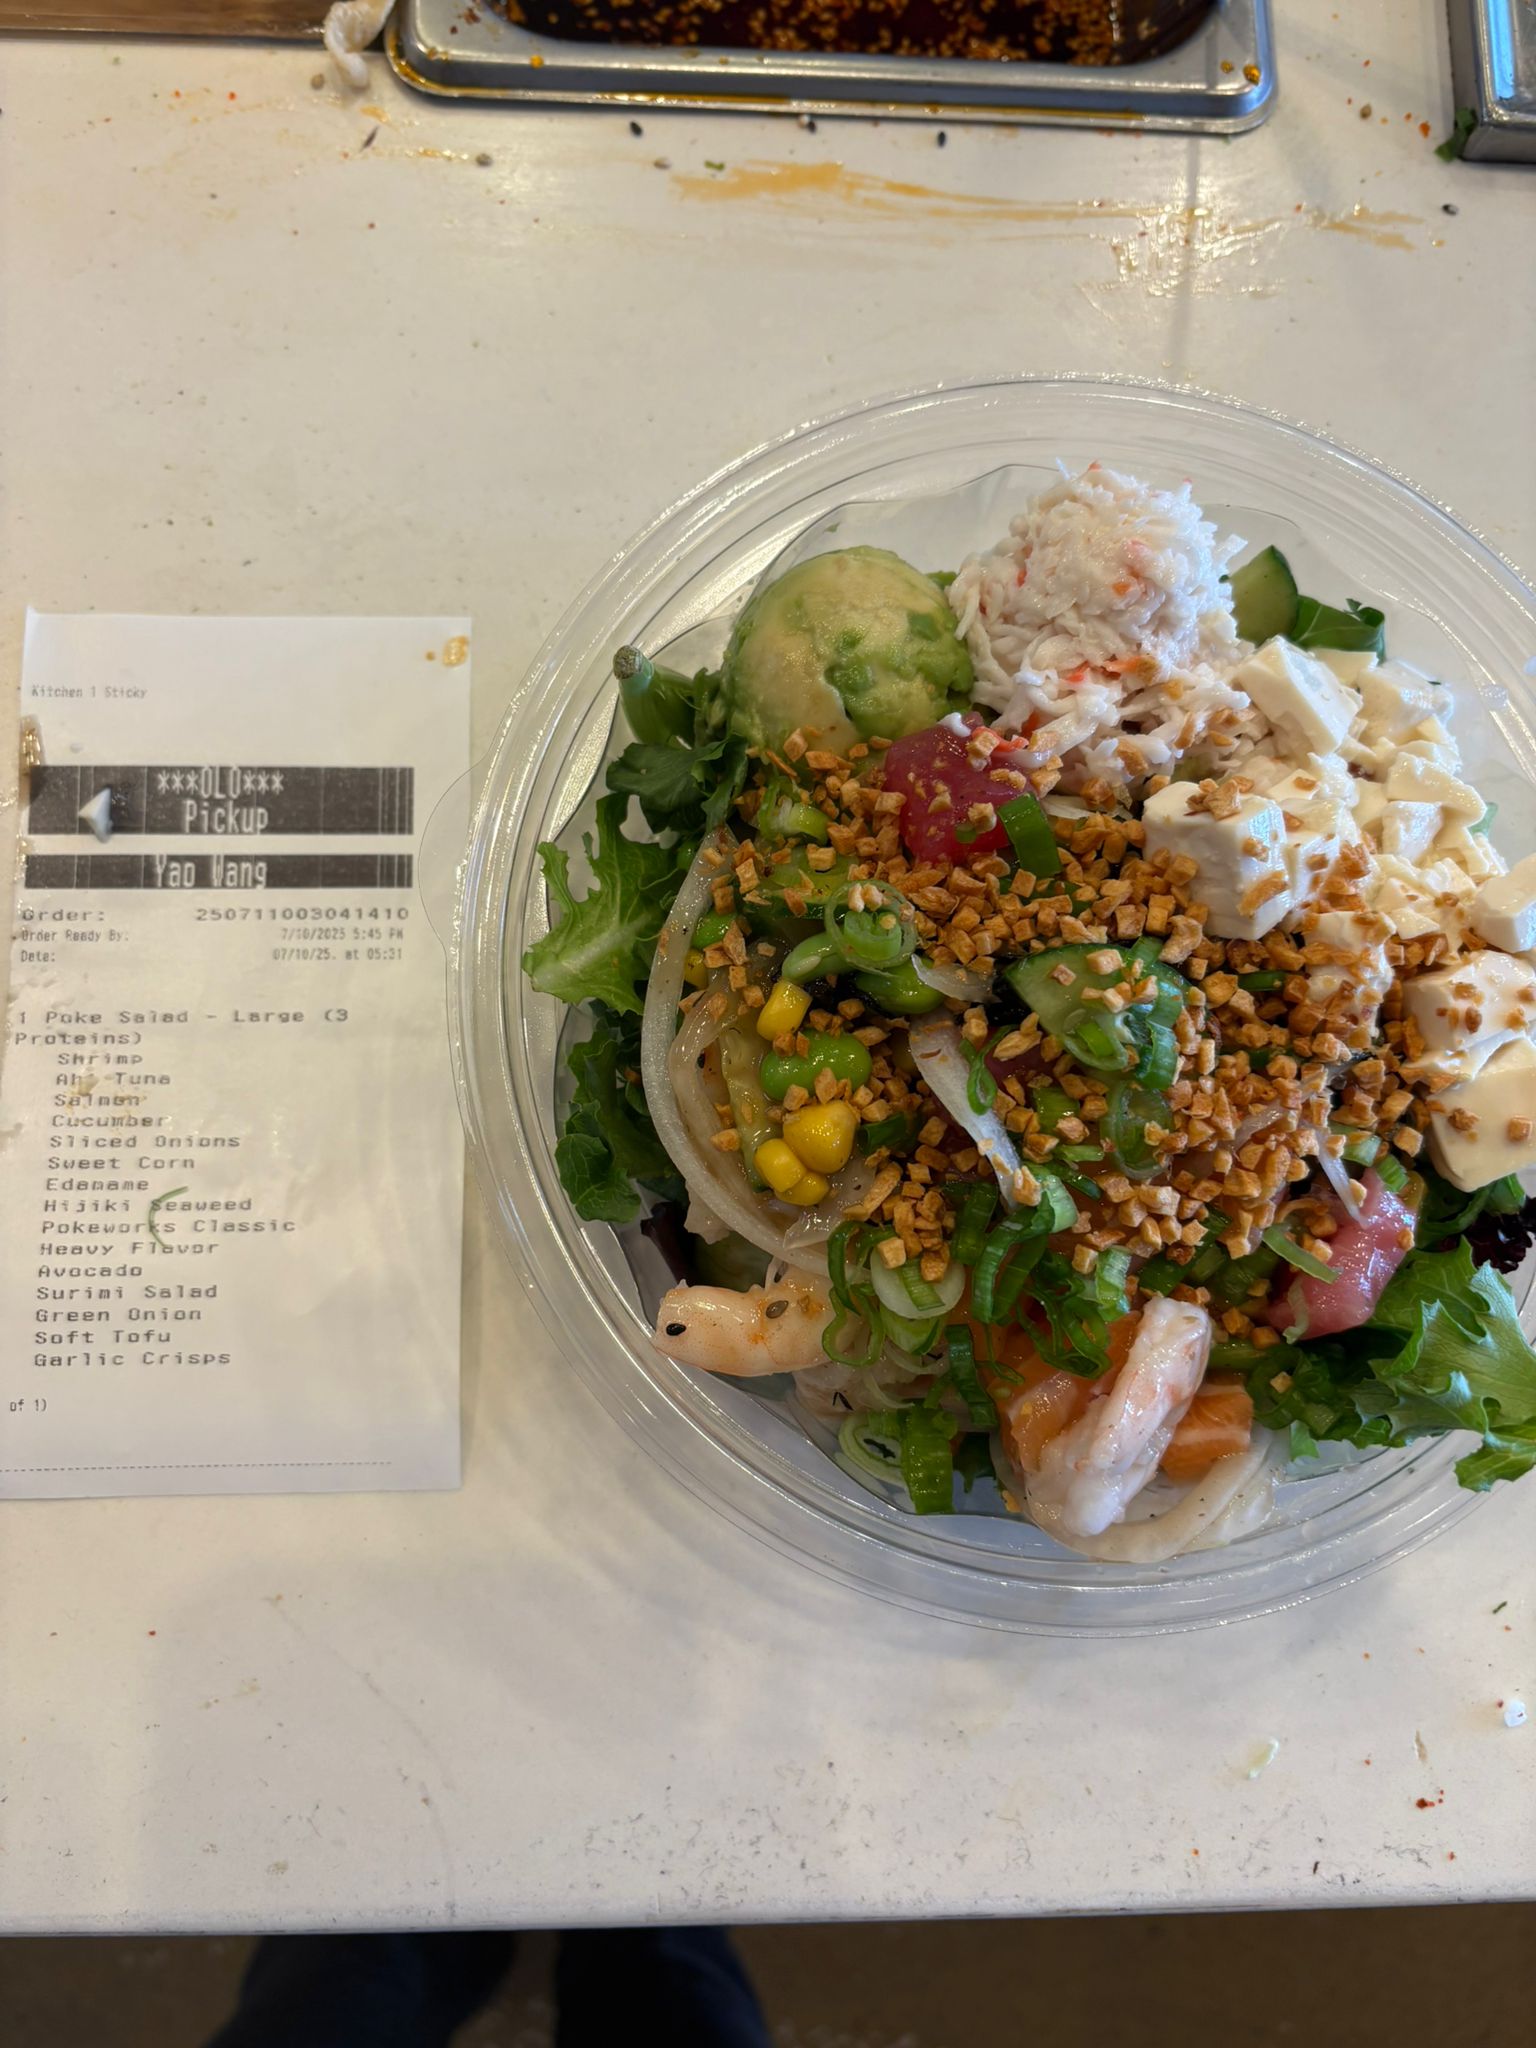 Kitchen 1 Sticky
***OLO***
Pickup
Yao Wang
Order: 250711003041410
Order Ready By: 7/10/2025 5:45 PM
Date: 07/10/25. at 05:31
1 Poke Salad - Large (3
Proteins)
Shrimp
Ahi Tuna
Salmon
Cucumber
Sliced Onions
Sweet Corn
Edamame
Hijiki Seaweed
Pokeworks Classic
Heavy Flavor
Avocado
Surimi Salad
Green Onion
Soft Tofu
Garlic Crisps
of 1)